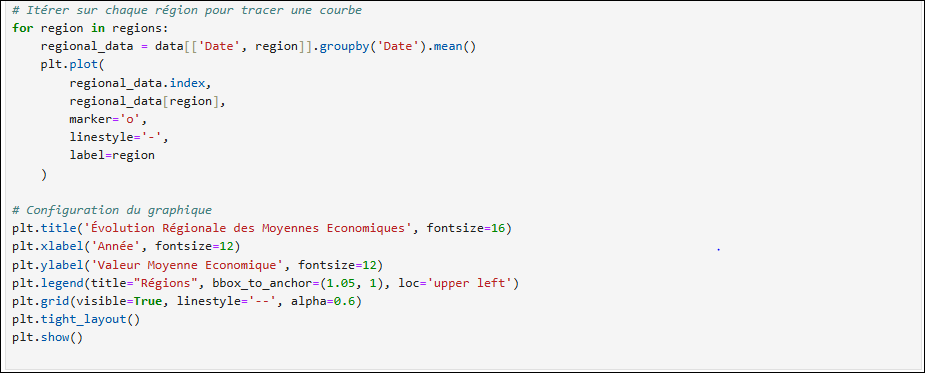 # Itérer sur chaque région pour tracer une courbe
for region in regions:
    regional_data = data[['Date', region]].groupby('Date').mean()
    plt.plot(
        regional_data.index,
        regional_data[region],
        marker='o',
        linestyle='-',
        label=region
    )

# Configuration du graphique
plt.title('Évolution Régionale des Moyennes Economiques', fontsize=16)
plt.xlabel('Année', fontsize=12)
plt.ylabel('Valeur Moyenne Economique', fontsize=12)
plt.legend(title="Régions", bbox_to_anchor=(1.05, 1), loc='upper left')
plt.grid(visible=True, linestyle='--', alpha=0.6)
plt.tight_layout()
plt.show()